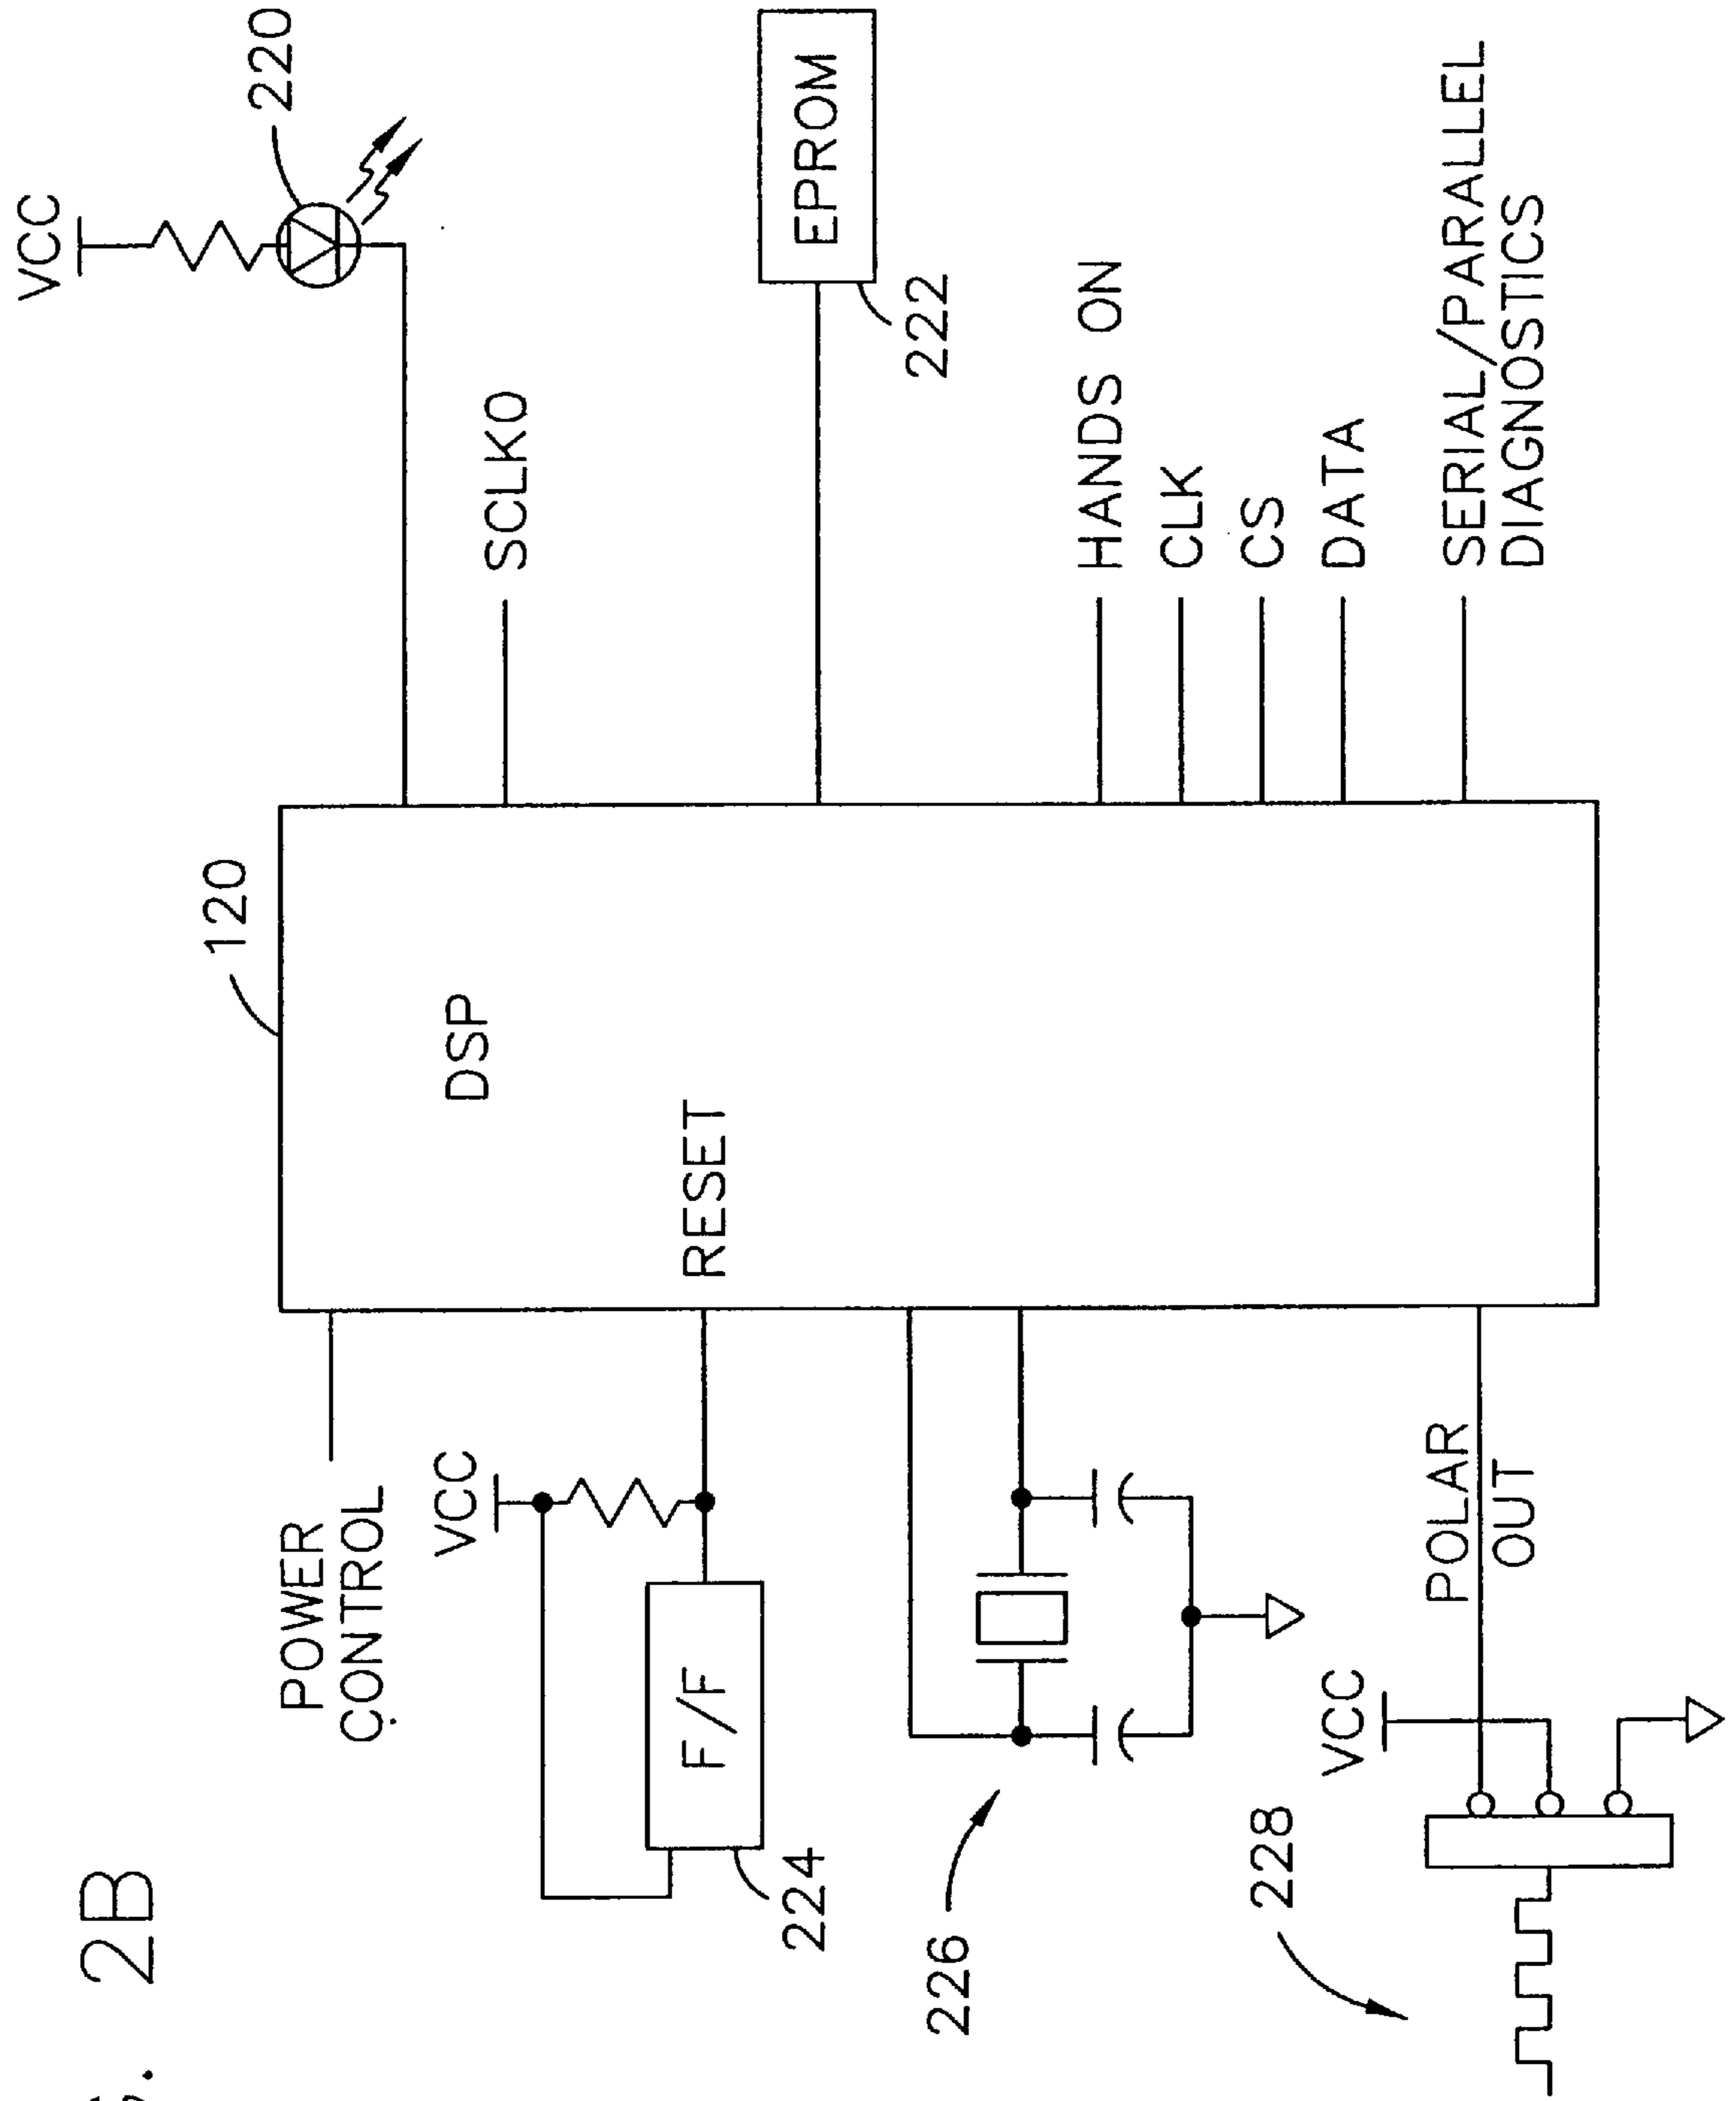 2B
VCC
220
SCLK0
EPROM
222
HANDS ON
CLK
CS
DATA
SERIAL/PARALLEL
DIAGNOSTICS
120
DSP
RESET
POWER
CONTROL
VCC
F/F
224
226
VCC
POLAR
OUT
228